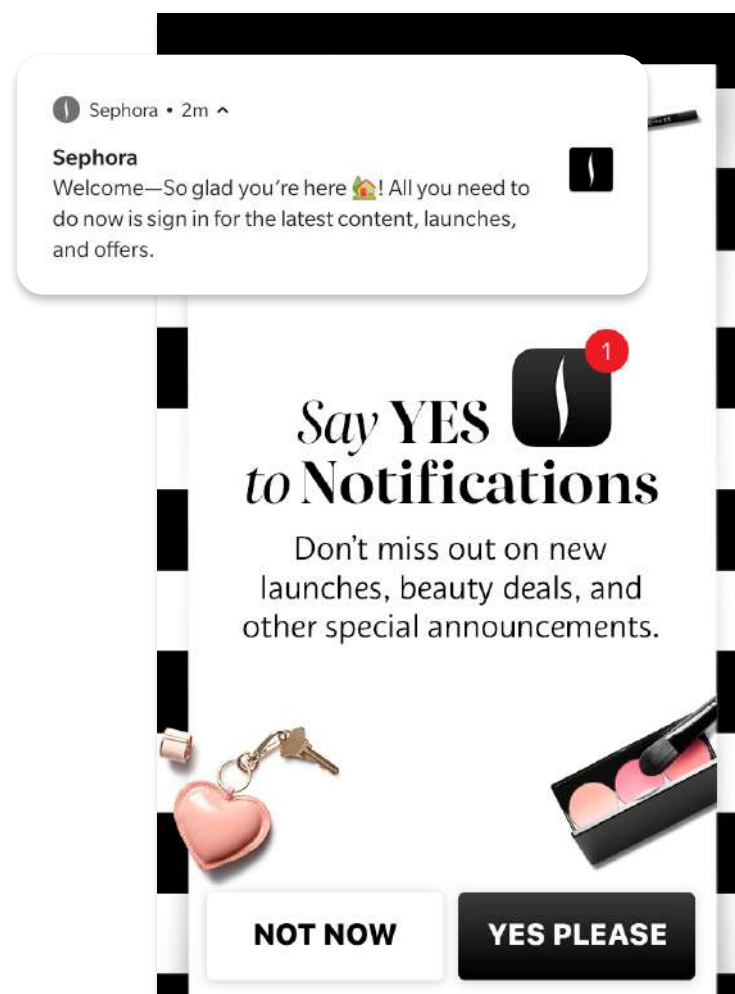 Sephora • 2m
Sephora
Welcome—So glad you’re here 🏡! All you need to
do now is sign in for the latest content, launches,
and offers.
1
Say YES
to Notifications
Don’t miss out on new
launches, beauty deals, and
other special announcements.
NOT NOW
YES PLEASE